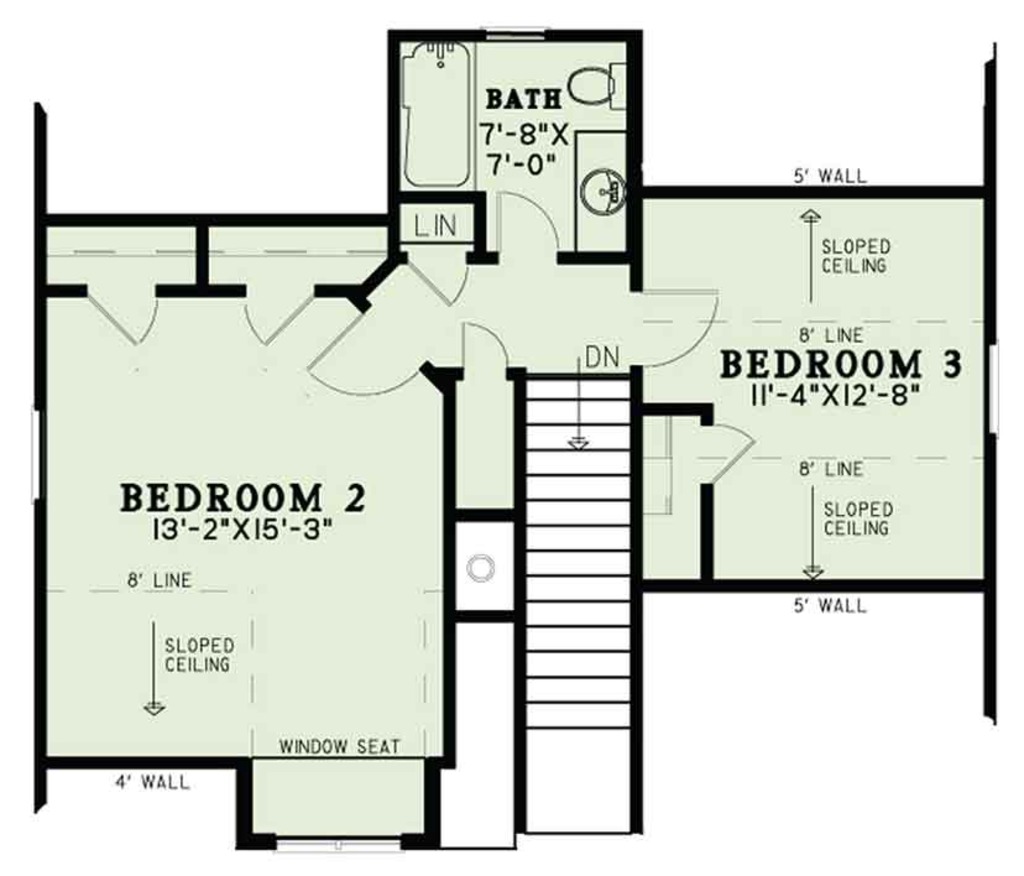 BATH
7'-8"X
7'-0"
LIN
5' WALL
SLOPED
CEILING
8' LINE
DN
BEDROOM 3
11'-4"X12'-8"
8' LINE
SLOPED
CEILING
5' WALL
BEDROOM 2
13'-2"X15'-3"
8' LINE
SLOPED
CEILING
WINDOW SEAT
4' WALL